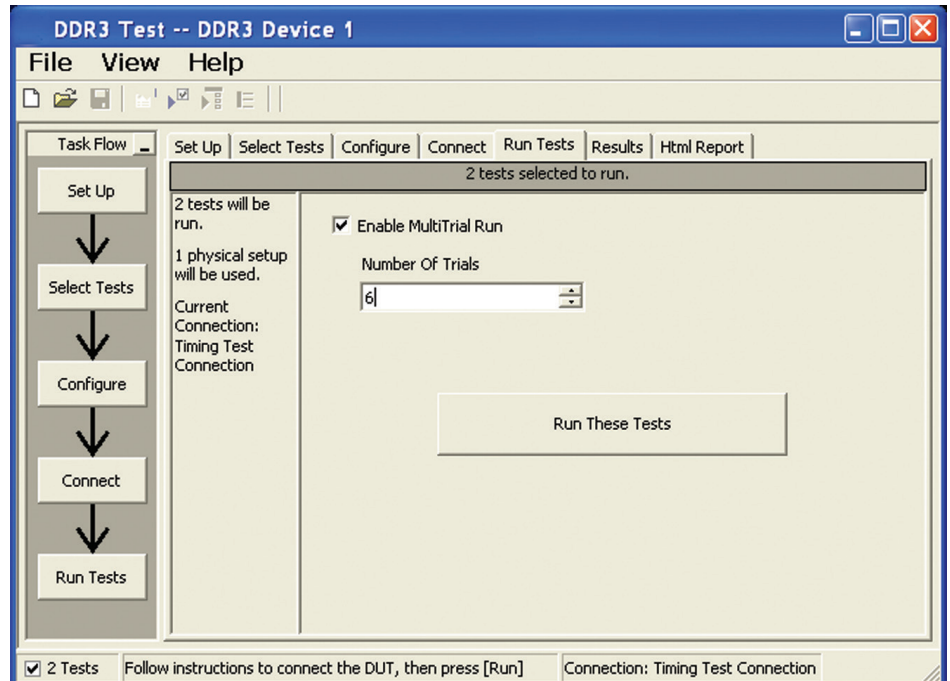 DDR3 Test -- DDR3 Device 1
File View Help
Task Flow
Set Up
Select Tests
Configure
Connect
Run Tests
Set Up Select Tests Configure Connect Run Tests Results Html Report
2 tests selected to run.
2 tests will be
run.
1 physical setup
will be used.
Current
Connection:
Timing Test
Connection
Enable MultiTrial Run
Number Of Trials
6
Run These Tests
2 Tests Follow instructions to connect the DUT, then press [Run] Connection: Timing Test Connection